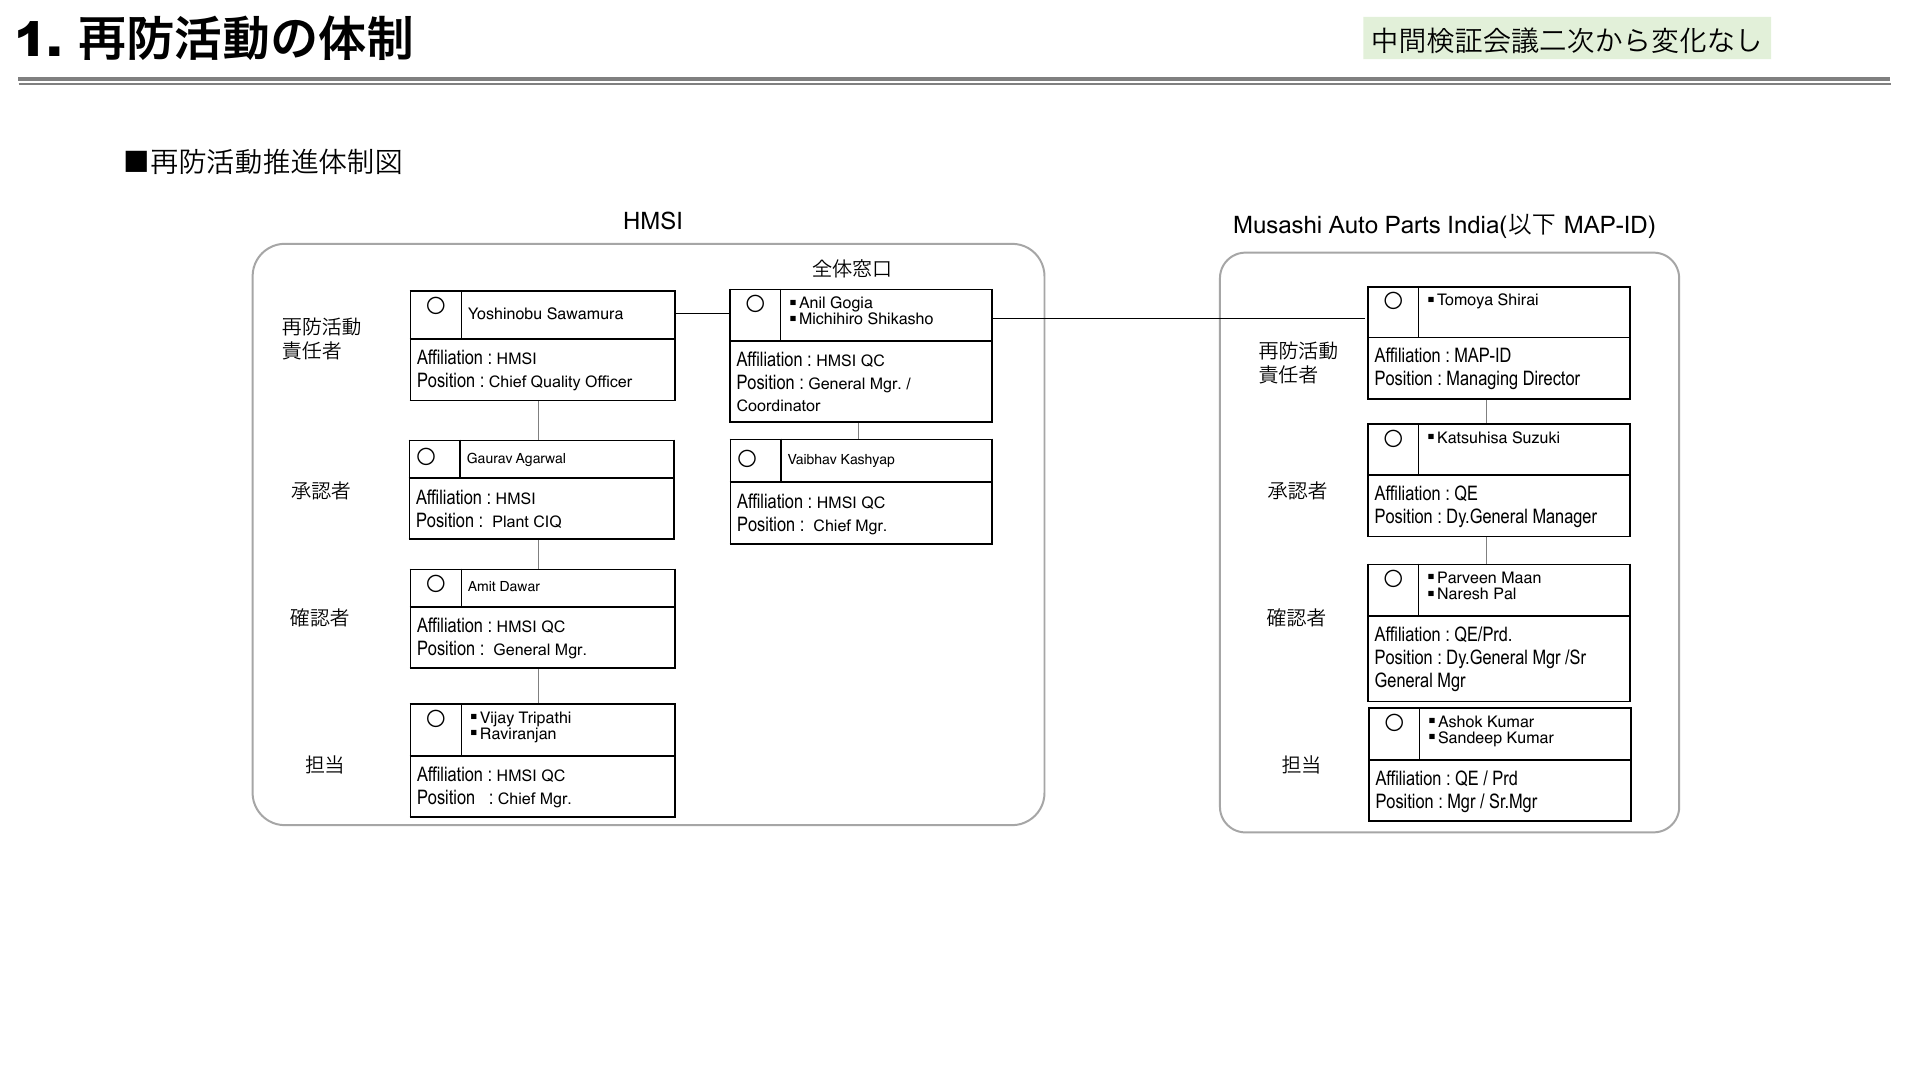 1. 再防活動の体制
中間検証会議二次から変化なし
■再防活動推進体制図
HMSI
全体窓口
再防活動
責任者
○
Yoshinobu Sawamura
Affiliation : HMSI
Position : Chief Quality Officer
○
▪Anil Gogia
▪Michihiro Shikasho
Affiliation : HMSI QC
Position : General Mgr. /
Coordinator
承認者
○
Gaurav Agarwal
Affiliation : HMSI
Position : Plant CIQ
○
Vaibhav Kashyap
Affiliation : HMSI QC
Position : Chief Mgr.
確認者
○
Amit Dawar
Affiliation : HMSI QC
Position : General Mgr.
担当
○
▪Vijay Tripathi
▪Raviranjan
Affiliation : HMSI QC
Position : Chief Mgr.
Musashi Auto Parts India(以下 MAP-ID)
再防活動
責任者
○
▪Tomoya Shirai
Affiliation : MAP-ID
Position : Managing Director
承認者
○
▪Katsuhisa Suzuki
Affiliation : QE
Position : Dy.General Manager
確認者
○
▪Parveen Maan
▪Naresh Pal
Affiliation : QE/Prd.
Position : Dy.General Mgr /Sr
General Mgr
担当
○
▪Ashok Kumar
▪Sandeep Kumar
Affiliation : QE / Prd
Position : Mgr / Sr.Mgr